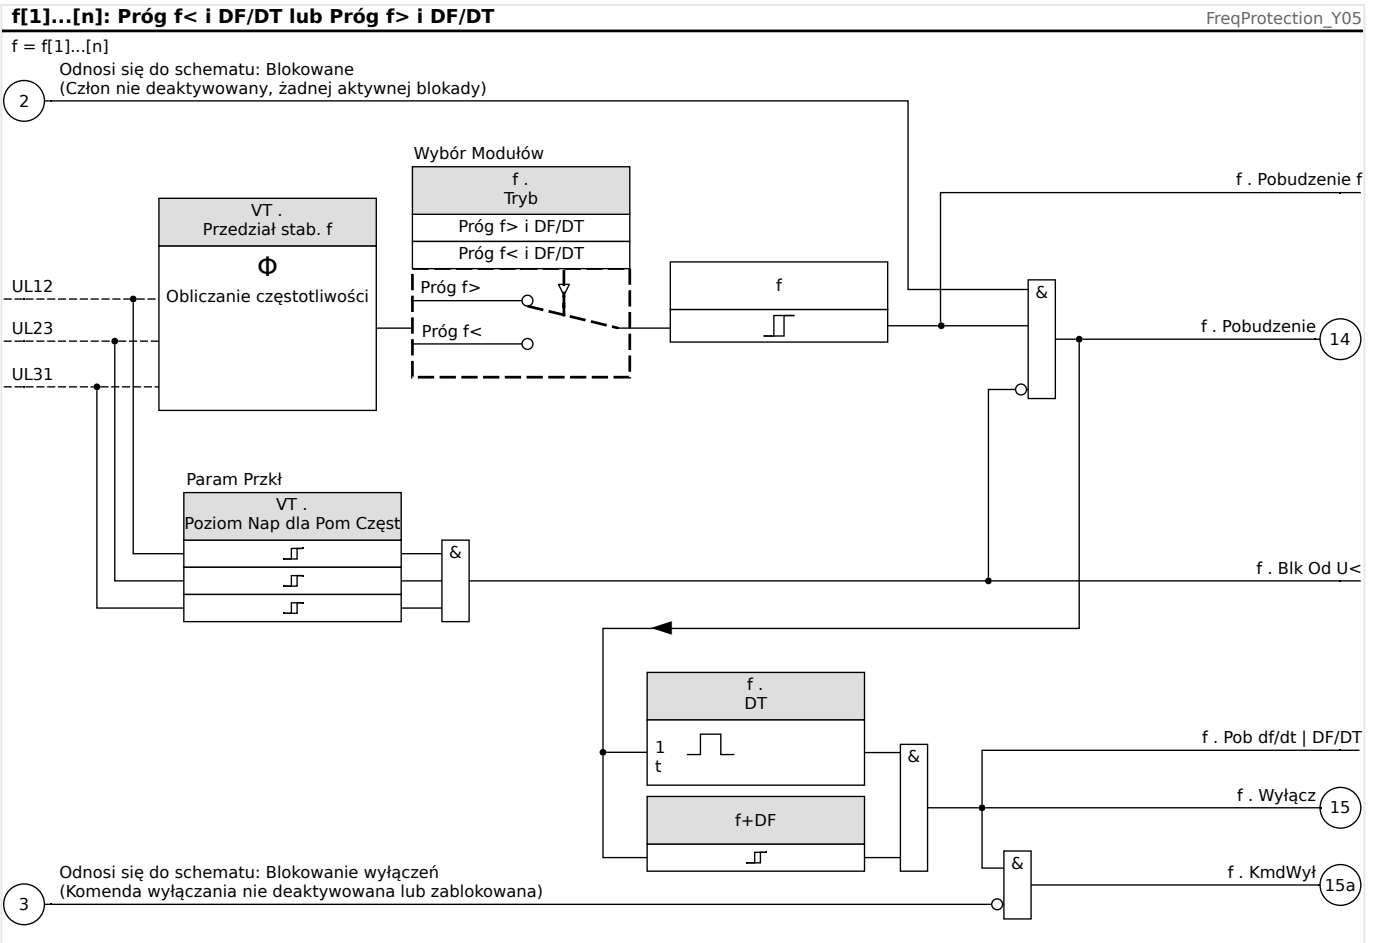 f[1]...[n]: Próg f< i DF/DT lub Próg f> i DF/DT
FreqProtection_Y05
f = f[1]...[n]
Odnosi się do schematu: Blokowane
(Człon nie deaktywowany, żadnej aktywnej blokady)
2
Wybór Modułów
f .
Tryb
Próg f> i DF/DT
Próg f< i DF/DT
Próg f>
Próg f<
VT .
Przedział stab. f
Φ
Obliczanie częstotliwości
UL12
UL23
UL31
f
&
f . Pobudzenie f
f . Pobudzenie
14
Param Przkł
VT .
Poziom Nap dla Pom Częst
&
f . Blk Od U<
f .
DT
1
t
f+DF
&
f . Pob df/dt | DF/DT
f . Wyłącz
15
&
f . KmdWył
15a
Odnosi się do schematu: Blokowanie wyłączeń
(Komenda wyłączania nie deaktywowana lub zablokowana)
3